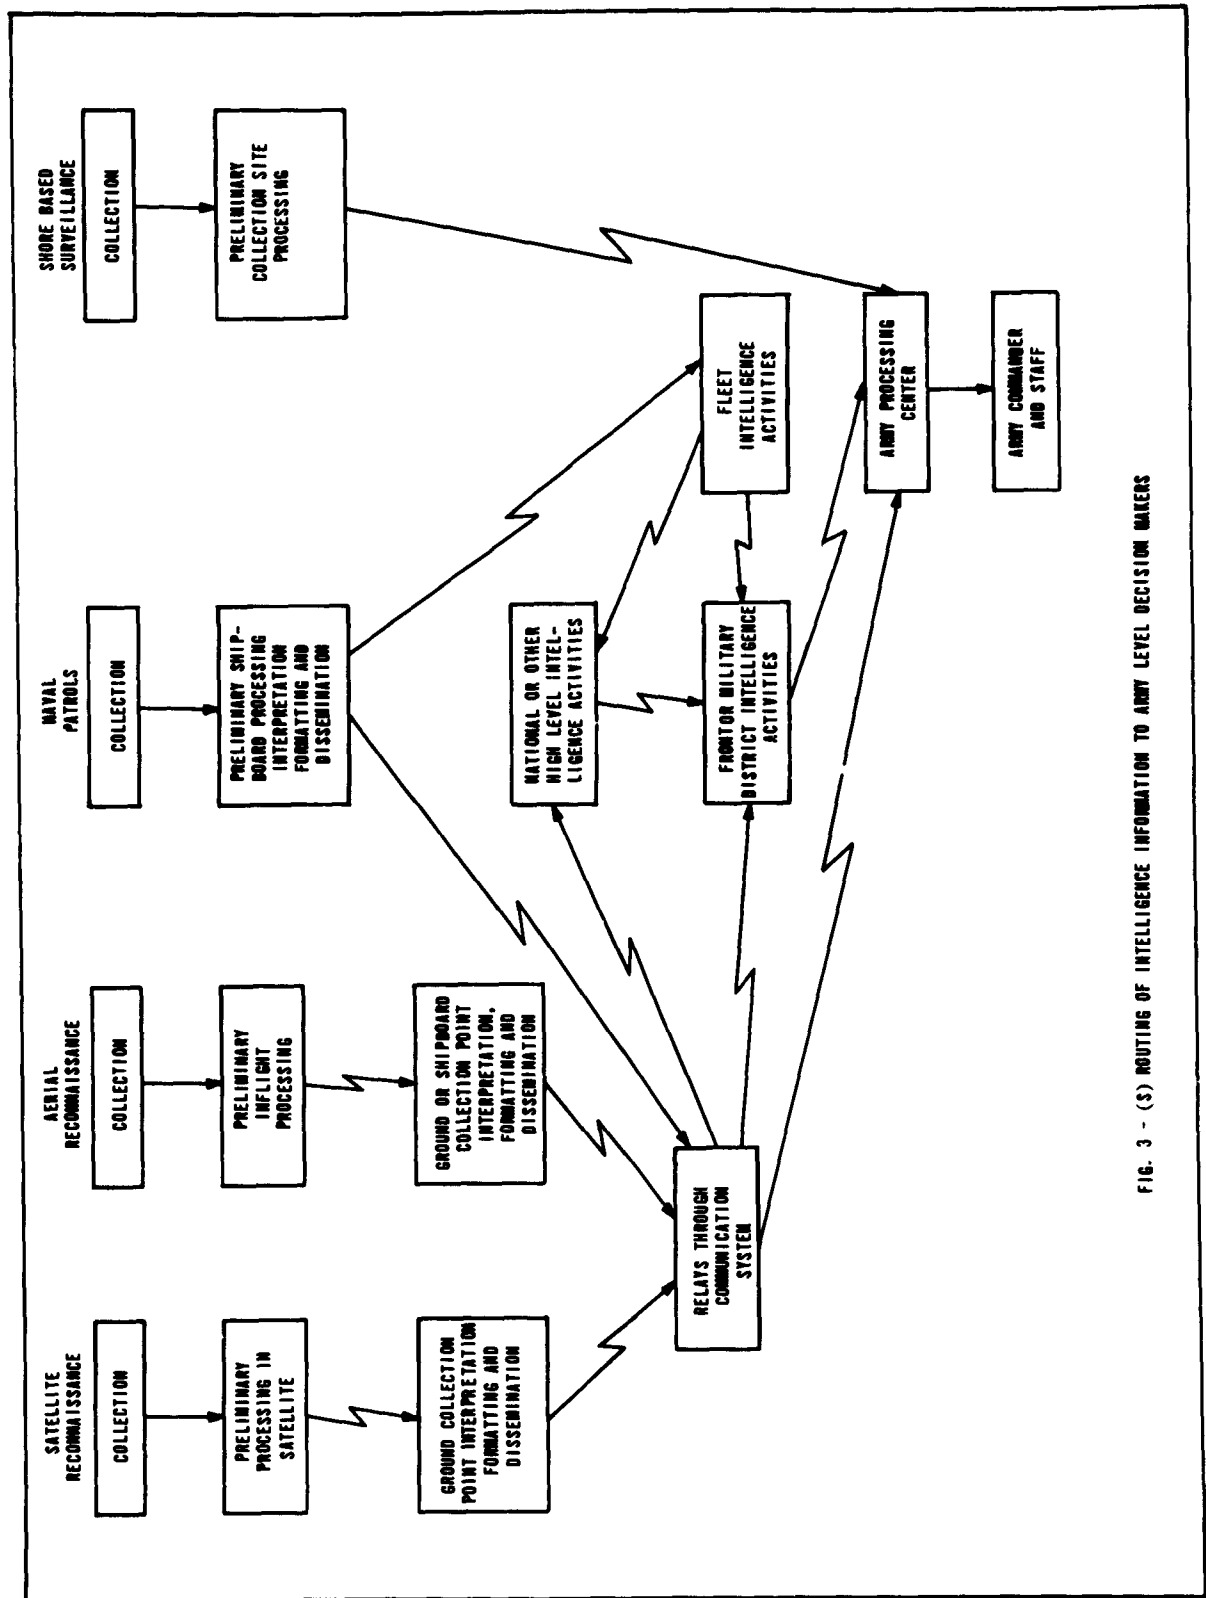 SATELLITE
RECONNAISSANCE
COLLECTION
PRELIMINARY
PROCESSING IN
SATELLITE
GROUND COLLECTION
POINT INTERPRETATION
FORMATTING AND
DISSEMINATION
AERIAL
RECONNAISSANCE
COLLECTION
PRELIMINARY
INFLIGHT
PROCESSING
GROUND OR SHIPBOARD
COLLECTION POINT
INTERPRETATION,
FORMATTING AND
DISSEMINATION
NAVAL
PATROLS
COLLECTION
PRELIMINARY SHIP-
BOARD PROCESSING
INTERPRETATION
FORMATTING AND
DISSEMINATION
SHORE BASED
SURVEILLANCE
COLLECTION
PRELIMINARY
COLLECTION SITE
PROCESSING
RELAYS THROUGH
COMMUNICATION
SYSTEM
NATIONAL OR OTHER
HIGH LEVEL INTEL-
LIGENCE ACTIVITIES
FRONTOR MILITARY
DISTRICT INTELLIGENCE
ACTIVITIES
FLEET
INTELLIGENCE
ACTIVITIES
ARMY PROCESSING
CENTER
ARMY COMMANDER
AND STAFF
FIG. 3 - (S) ROUTING OF INTELLIGENCE INFORMATION TO ARMY LEVEL DECISION MAKERS